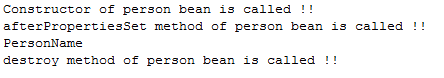 Constructor of person bean is called !!
afterPropertiesSet method of person bean is called !!
PersonName
destroy method of person bean is called !!